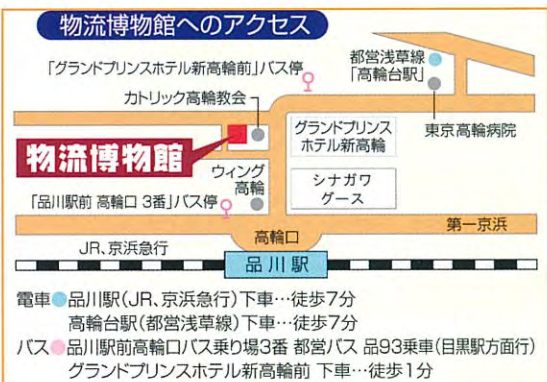 物流博物館へのアクセス
都営浅草線
「高輪台駅」
「グランドプリンスホテル新高輪前」バス停
カトリック高輪教会
東京高輪病院
グランドプリンス
ホテル新高輪
物流博物館
ウィング
高輪
シナガワ
グース
「品川駅前 高輪口 3番」バス停
第一京浜
高輪口
JR、京浜急行
品川駅
電車●品川駅(JR、京浜急行)下車…徒歩7分
高輪台駅(都営浅草線)下車…徒歩7分
バス●品川駅前高輪口バス乗り場3番 都営バス 品93乗車(目黒駅方面行)
グランドプリンスホテル新高輪前 下車…徒歩1分